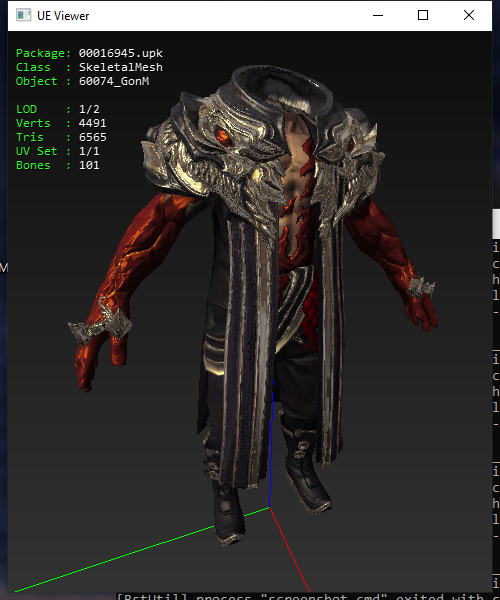 UE Viewer
Package: 00016945.upk
Class : SkeletalMesh
Object : 60074_GonM
LOD : 1/2
Verts : 4491
Tris : 6565
UV Set : 1/1
Bones : 101
M
i
c
h
l
-
i
c
h
l
-
i
c
h
l
-
i
[BstUtil] process "screenshot.cmd" exited with c